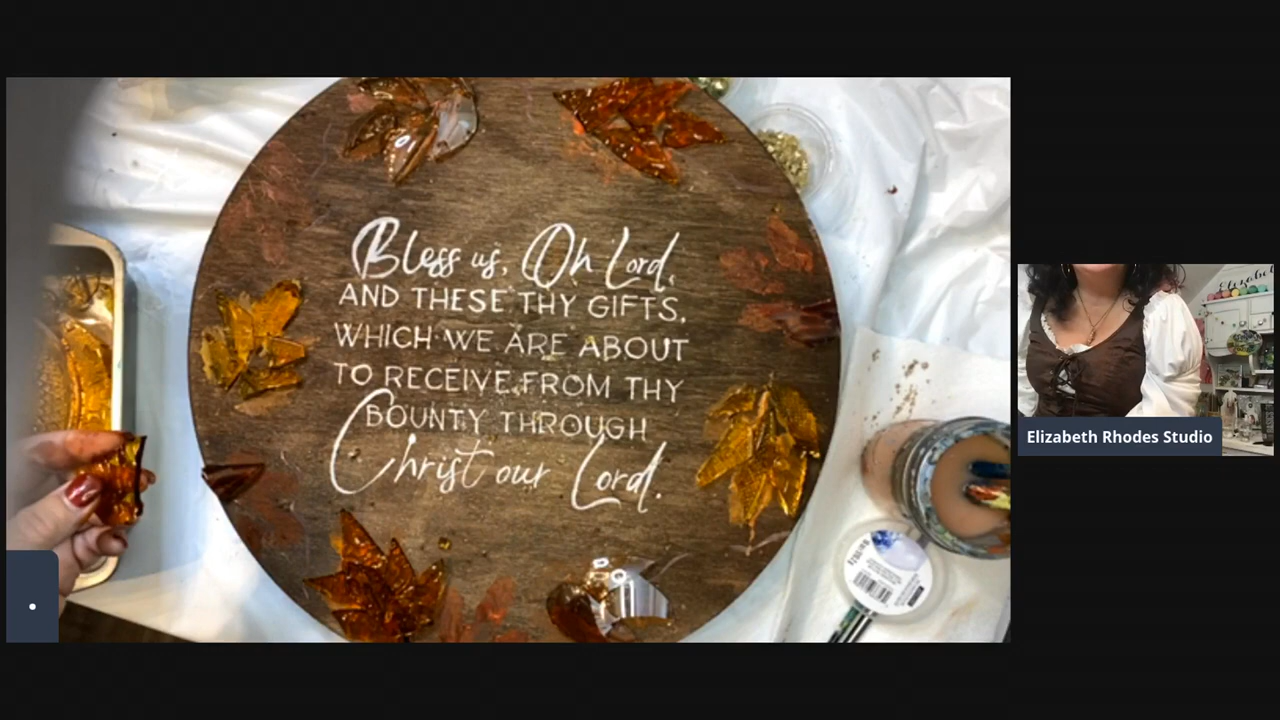 Bless us, Oh Lord,
AND THESE THY GIFTS,
WHICH WE ARE ABOUT
TO RECEIVE FROM THY
BOUNTY THROUGH
Christ our Lord.
Elizabeth Rhodes Studio